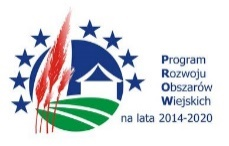 Program
Rozwoju
Obszarów
Wiejskich
na lata 2014-2020